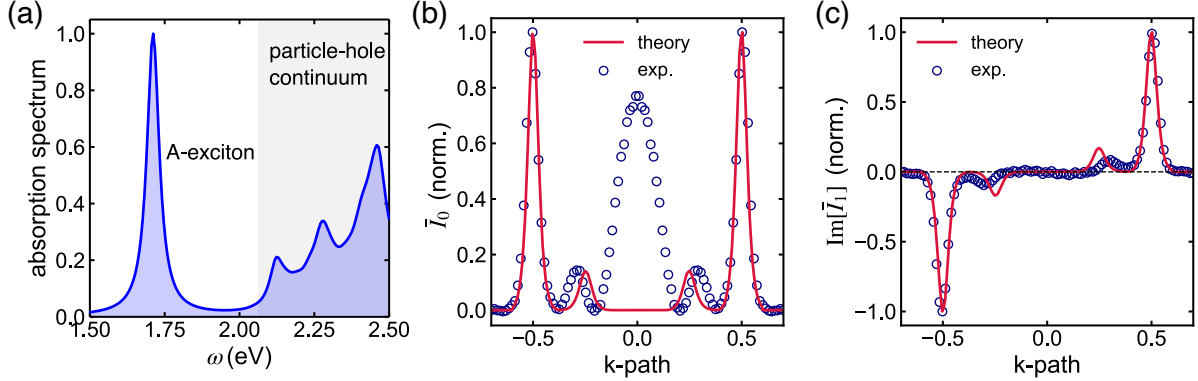 (a)
absorption spectrum
1.0
0.8
0.6
0.4
0.2
0.0
1.50
1.75
2.00
2.25
2.50
ω (eV)
A-exciton
particle-hole
continuum
(b)
Ī₀ (norm.)
1.0
0.8
0.6
0.4
0.2
0.0
−0.5
0.0
0.5
k-path
theory
exp.
(c)
Im[Ī₁] (norm.)
1.0
0.5
0.0
−0.5
−1.0
−0.5
0.0
0.5
k-path
theory
exp.